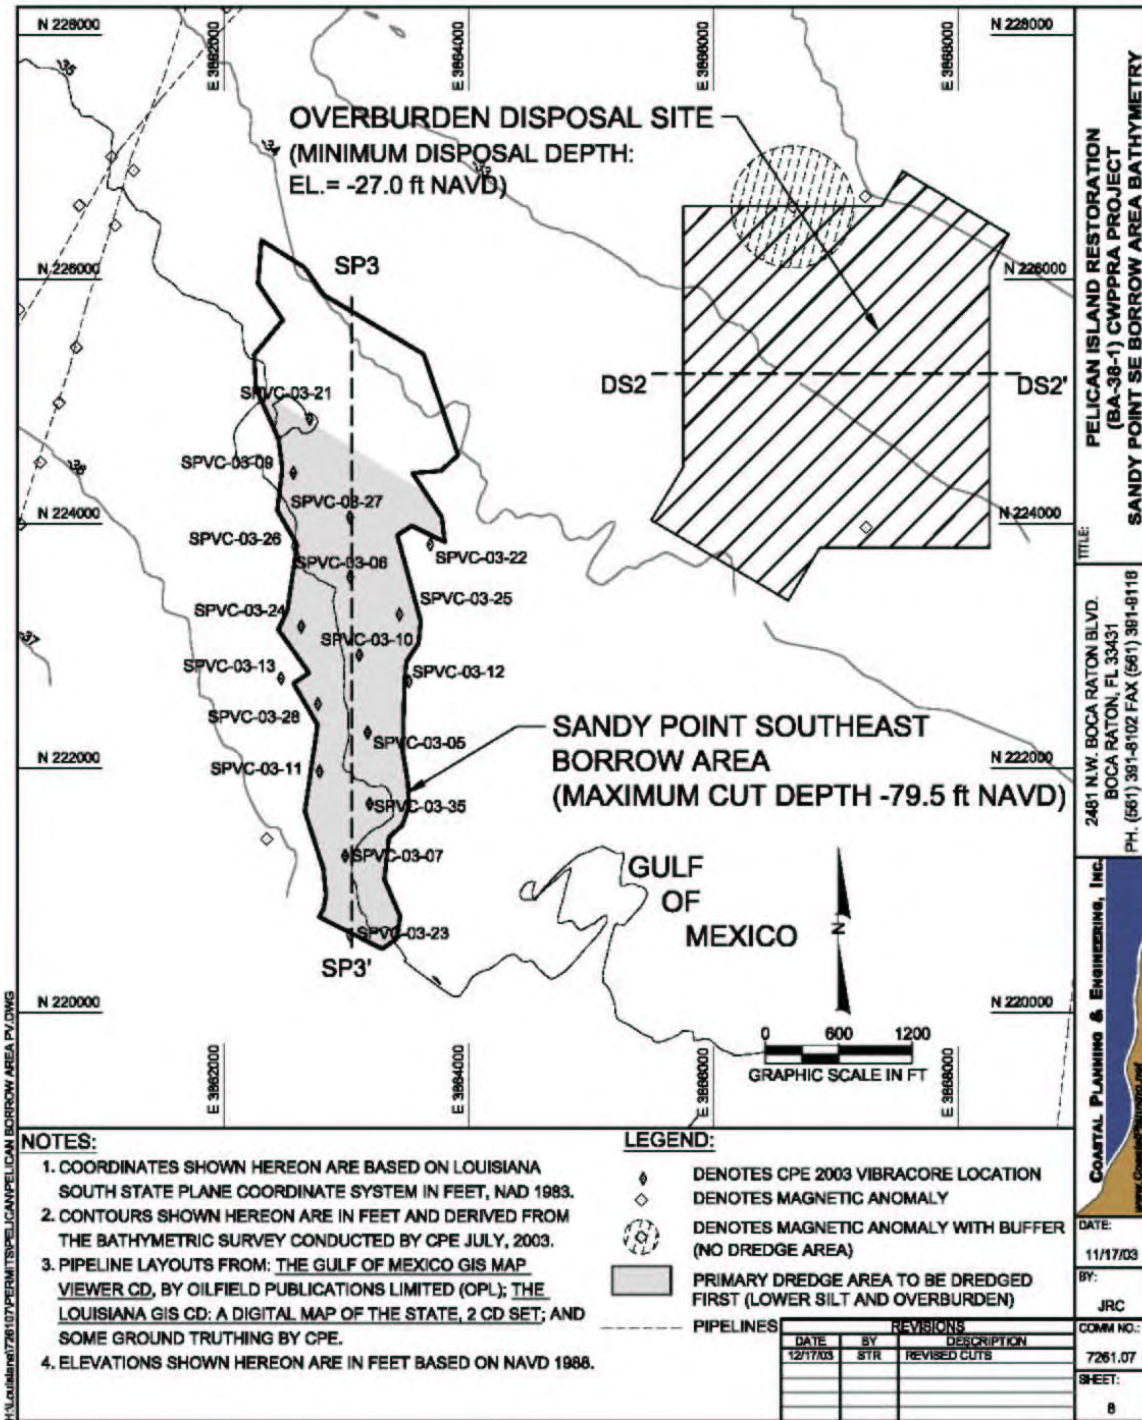 N 228000
E 3862000
E 3864000
E 3866000
E 3868000
N 228000
-35
-34
-33
OVERBURDEN DISPOSAL SITE
(MINIMUM DISPOSAL DEPTH:
EL.= -27.0 ft NAVD)
N 226000
SP3
N 226000
DS2
DS2'
SPVC-03-21
SPVC-03-09
-36
SPVC-03-27
N 224000
N 224000
SPVC-03-26
SPVC-03-22
SPVC-03-06
SPVC-03-25
SPVC-03-24
-37
SPVC-03-10
SPVC-03-13
SPVC-03-12
SPVC-03-28
SANDY POINT SOUTHEAST
BORROW AREA
(MAXIMUM CUT DEPTH -79.5 ft NAVD)
SPVC-03-05
N 222000
N 222000
SPVC-03-11
SPVC-03-35
SPVC-03-07
GULF
OF
MEXICO
SPVC-03-23
SP3'
N
N 220000
N 220000
0 600 1200
GRAPHIC SCALE IN FT
E 3862000
E 3864000
E 3866000
E 3868000
NOTES:
1. COORDINATES SHOWN HEREON ARE BASED ON LOUISIANA
SOUTH STATE PLANE COORDINATE SYSTEM IN FEET, NAD 1983.
2. CONTOURS SHOWN HEREON ARE IN FEET AND DERIVED FROM
THE BATHYMETRIC SURVEY CONDUCTED BY CPE JULY, 2003.
3. PIPELINE LAYOUTS FROM: THE GULF OF MEXICO GIS MAP
VIEWER CD, BY OILFIELD PUBLICATIONS LIMITED (OPL); THE
LOUISIANA GIS CD: A DIGITAL MAP OF THE STATE, 2 CD SET; AND
SOME GROUND TRUTHING BY CPE.
4. ELEVATIONS SHOWN HEREON ARE IN FEET BASED ON NAVD 1988.
LEGEND:
DENOTES CPE 2003 VIBRACORE LOCATION
DENOTES MAGNETIC ANOMALY
DENOTES MAGNETIC ANOMALY WITH BUFFER
(NO DREDGE AREA)
PRIMARY DREDGE AREA TO BE DREDGED
FIRST (LOWER SILT AND OVERBURDEN)
PIPELINES
REVISIONS
DATE BY DESCRIPTION
12/17/03 STR REVISED CUTS
TITLE:
PELICAN ISLAND RESTORATION
(BA-38-1) CWPPRA PROJECT
SANDY POINT SE BORROW AREA BATHYMETRY
2481 N.W. BOCA RATON BLVD.
BOCA RATON, FL 33431
PH. (561) 391-8102 FAX (561) 391-9116
COASTAL PLANNING & ENGINEERING, INC.
DATE:
11/17/03
BY:
JRC
COMM NO.:
7261.07
SHEET:
8